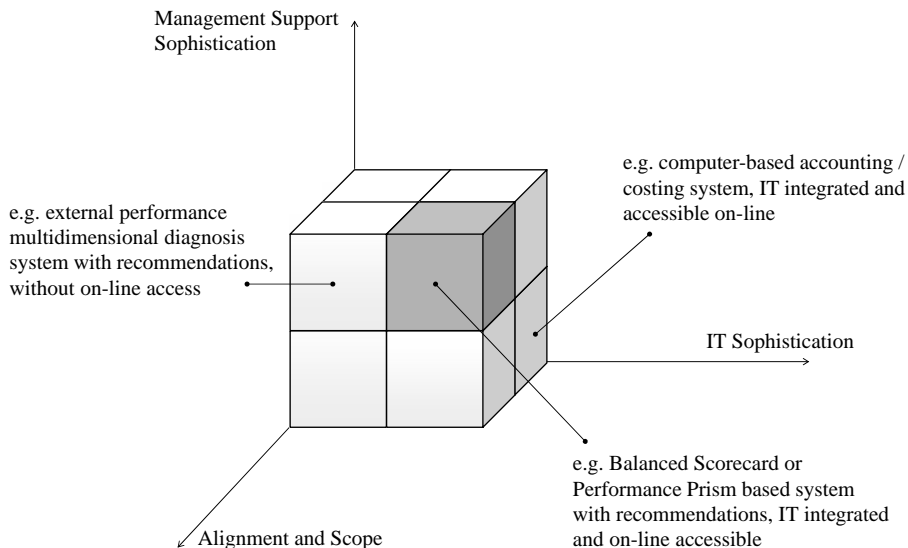 Management Support
Sophistication
e.g. computer-based accounting /
costing system, IT integrated and
accessible on-line
e.g. external performance
multidimensional diagnosis
system with recommendations,
without on-line access
IT Sophistication
e.g. Balanced Scorecard or
Performance Prism based system
with recommendations, IT integrated
and on-line accessible
Alignment and Scope